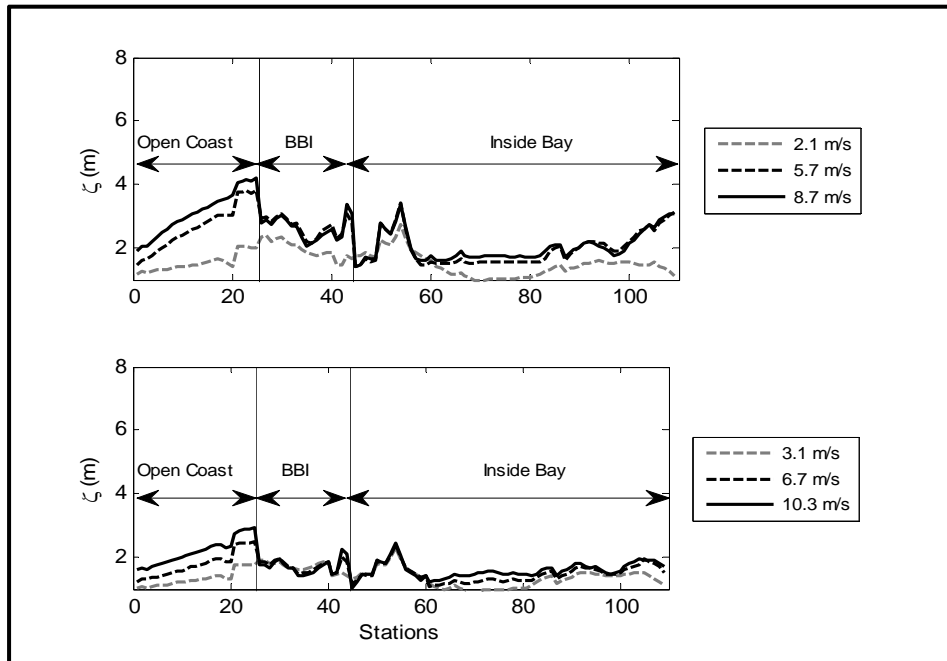 8
6
4
2
ζ (m)
Open Coast BBI Inside Bay
0 20 40 60 80 100
2.1 m/s
5.7 m/s
8.7 m/s
8
6
4
2
ζ (m)
Open Coast BBI Inside Bay
0 20 40 60 80 100
Stations
3.1 m/s
6.7 m/s
10.3 m/s